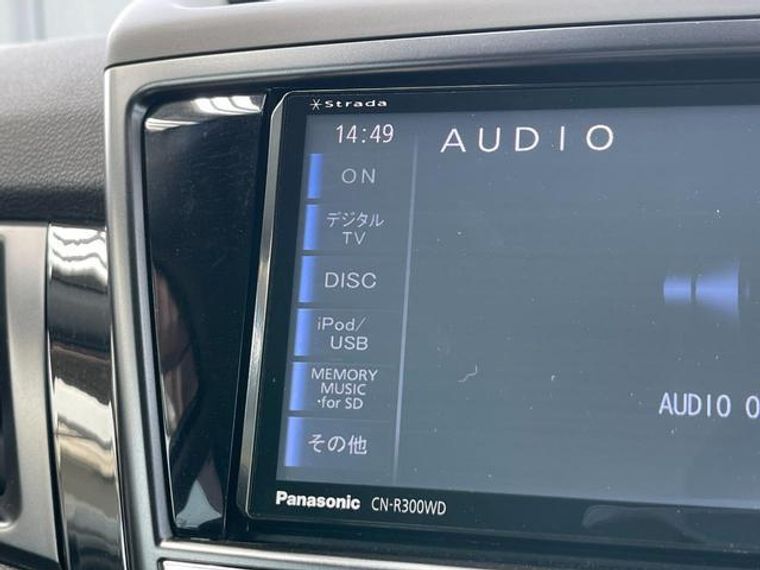 Strada
14:49
AUDIO
ON
デジタル
TV
DISC
iPod/
USB
MEMORY
MUSIC
・for SD
その他
AUDIO O
Panasonic CN-R300WD